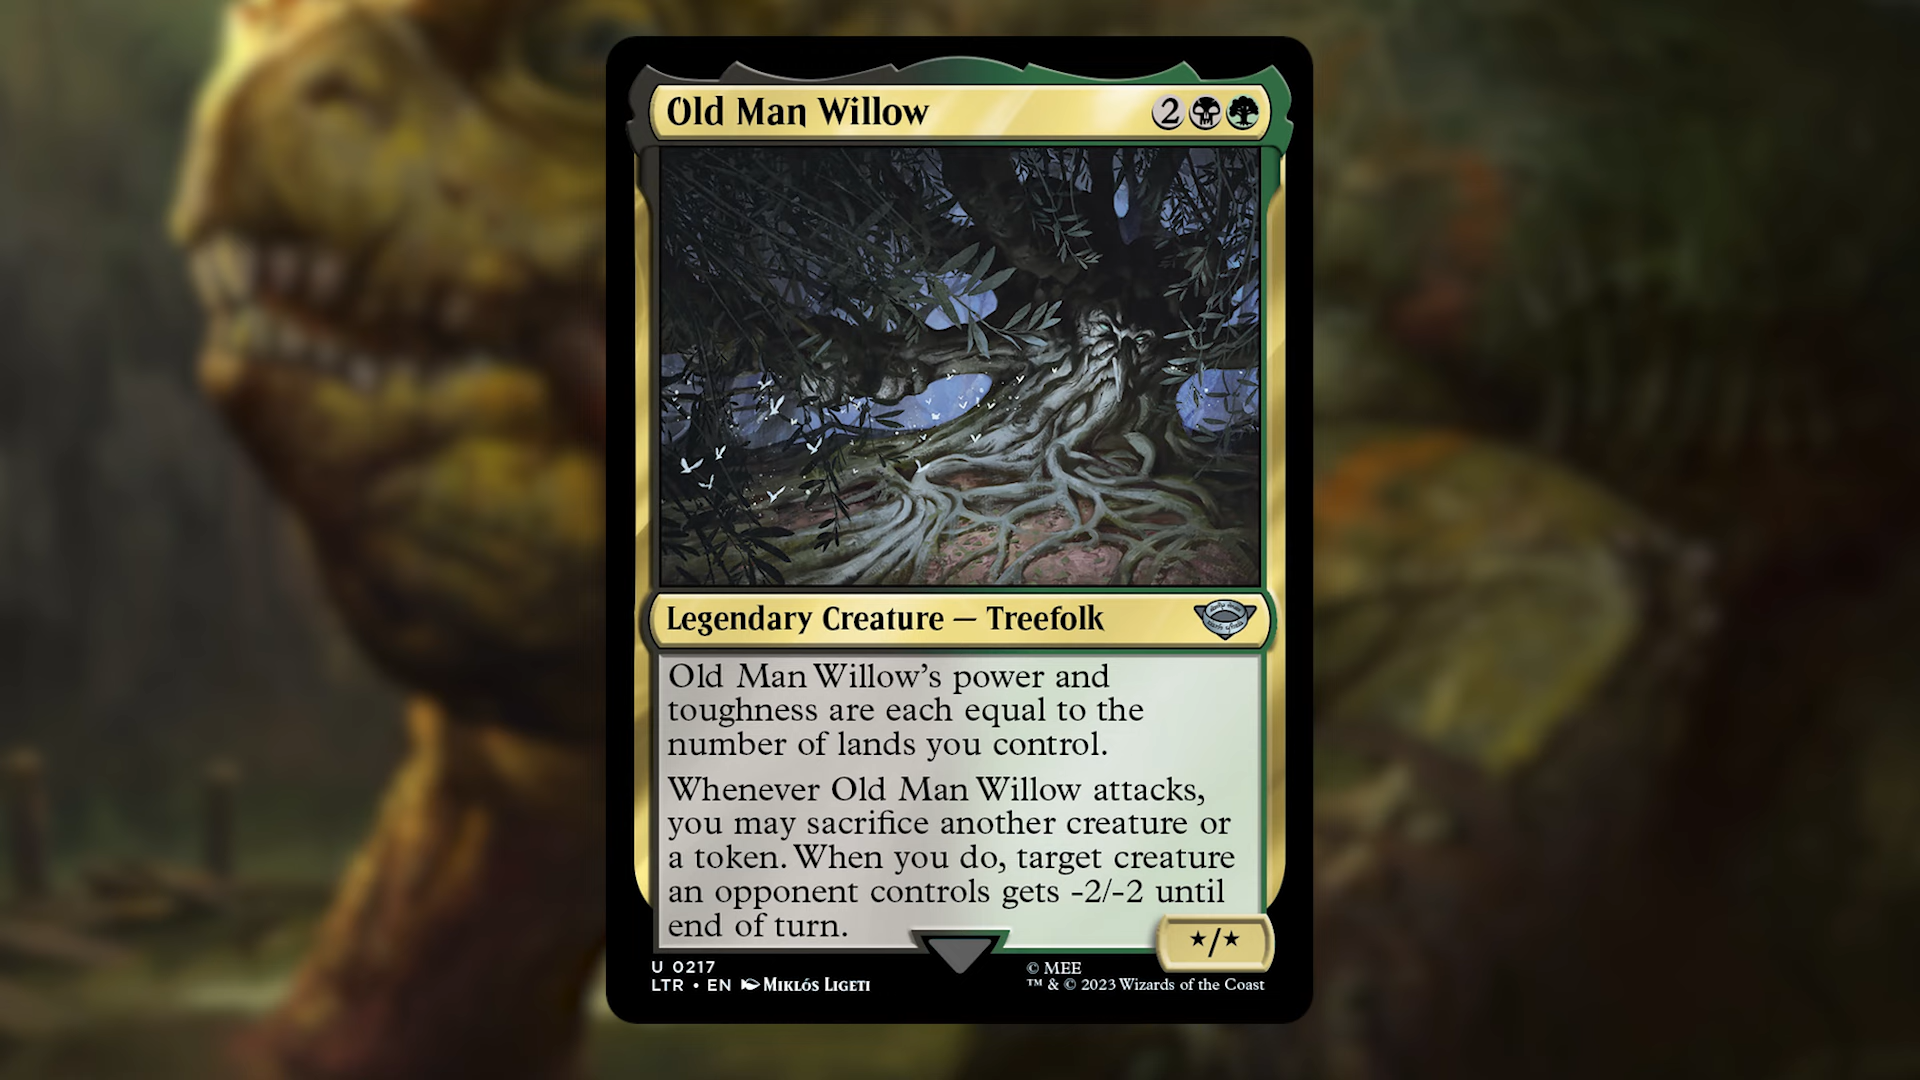 Old Man Willow 2
Legendary Creature — Treefolk
Old Man Willow's power and
toughness are each equal to the
number of lands you control.
Whenever Old Man Willow attacks,
you may sacrifice another creature or
a token. When you do, target creature
an opponent controls gets -2/-2 until
end of turn.
★/★
U 0217
LTR • EN Miklós Ligeti
© MEE
™ & © 2023 Wizards of the Coast